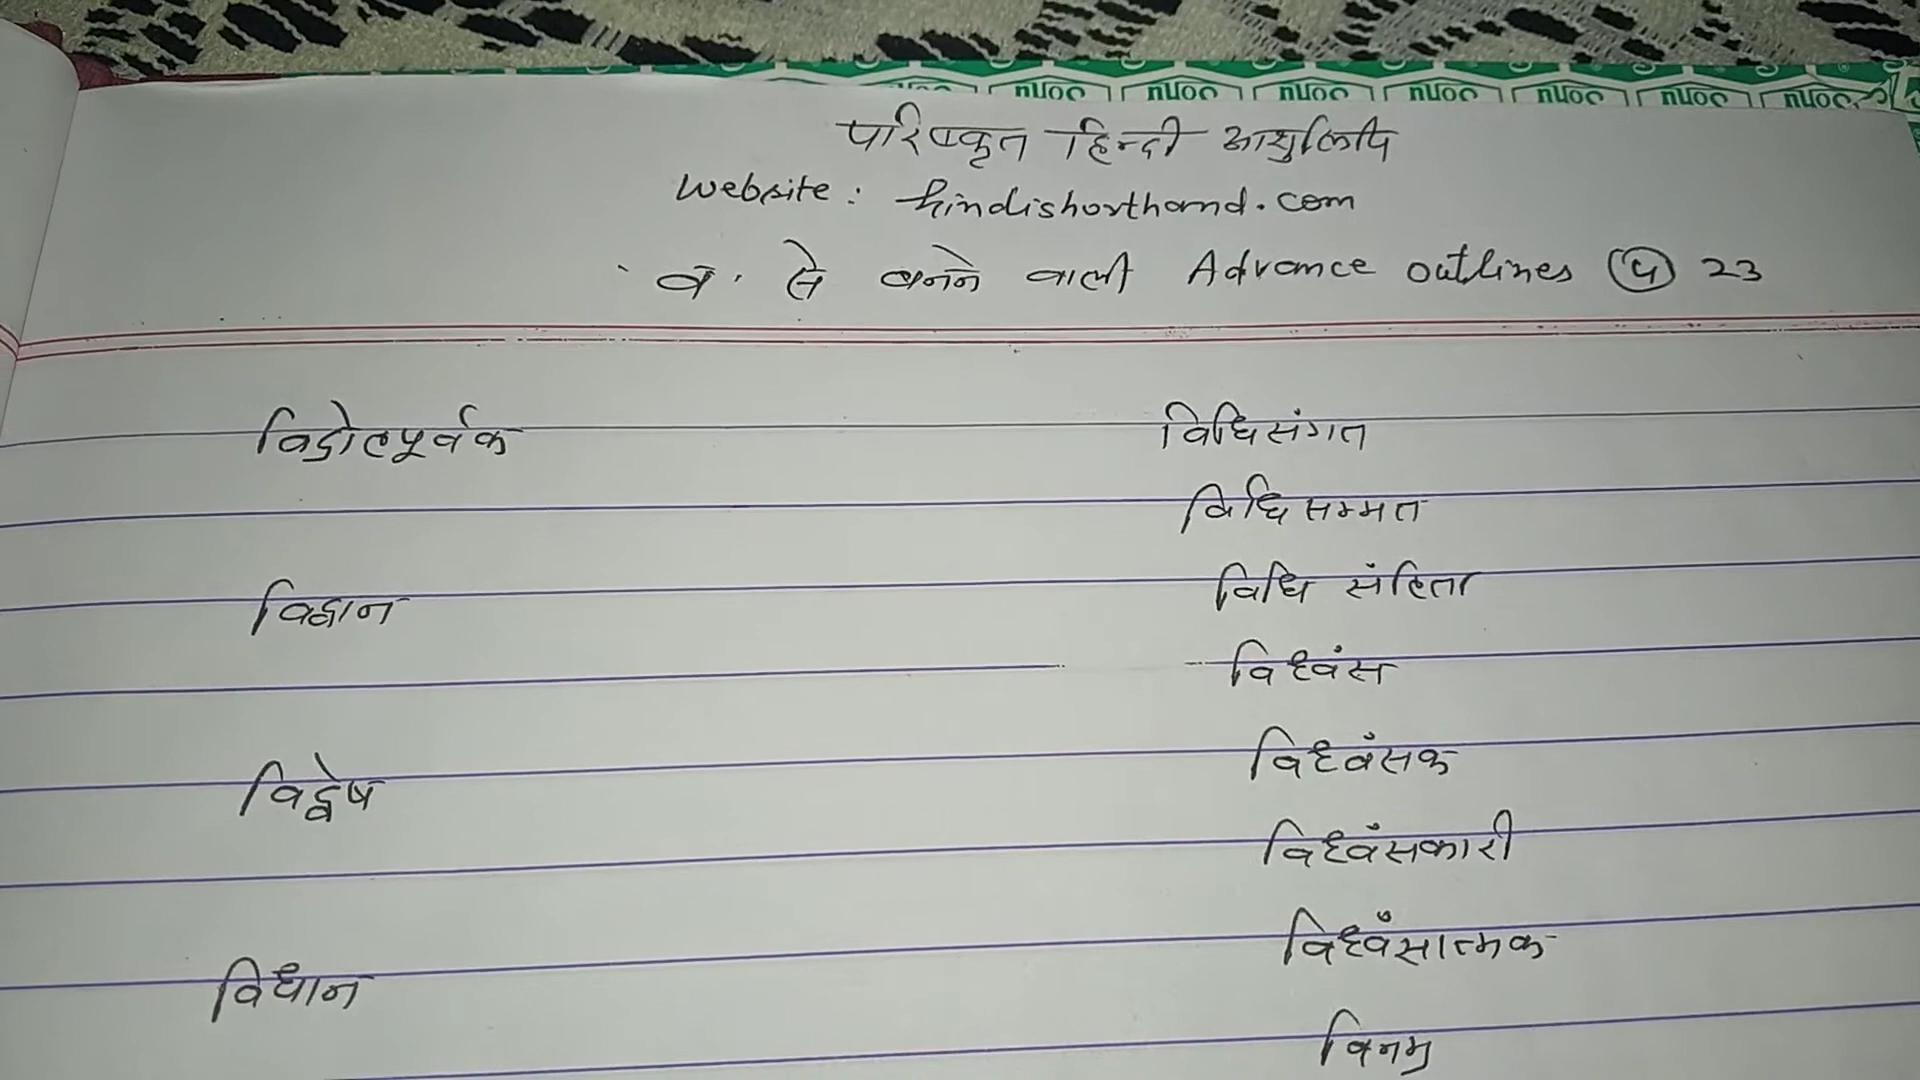 परिष्कृत हिन्दी आशुलिपि
Website: hindishorthand.com
'व' से बनने वाली Advance outlines (५) 23
विद्रोहपूर्वक
विद्वान
विद्वेष
विधान
विधिसंगत
विधि सम्मत
विधि संहिता
विध्वंस
विध्वंसक
विध्वंसकारी
विध्वंसात्मक
विनम्र